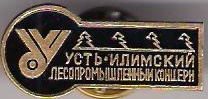 УСТЬ-ИЛИМСКИЙ
ЛЕСОПРОМЫШЛЕННЫЙ КОНЦЕРН